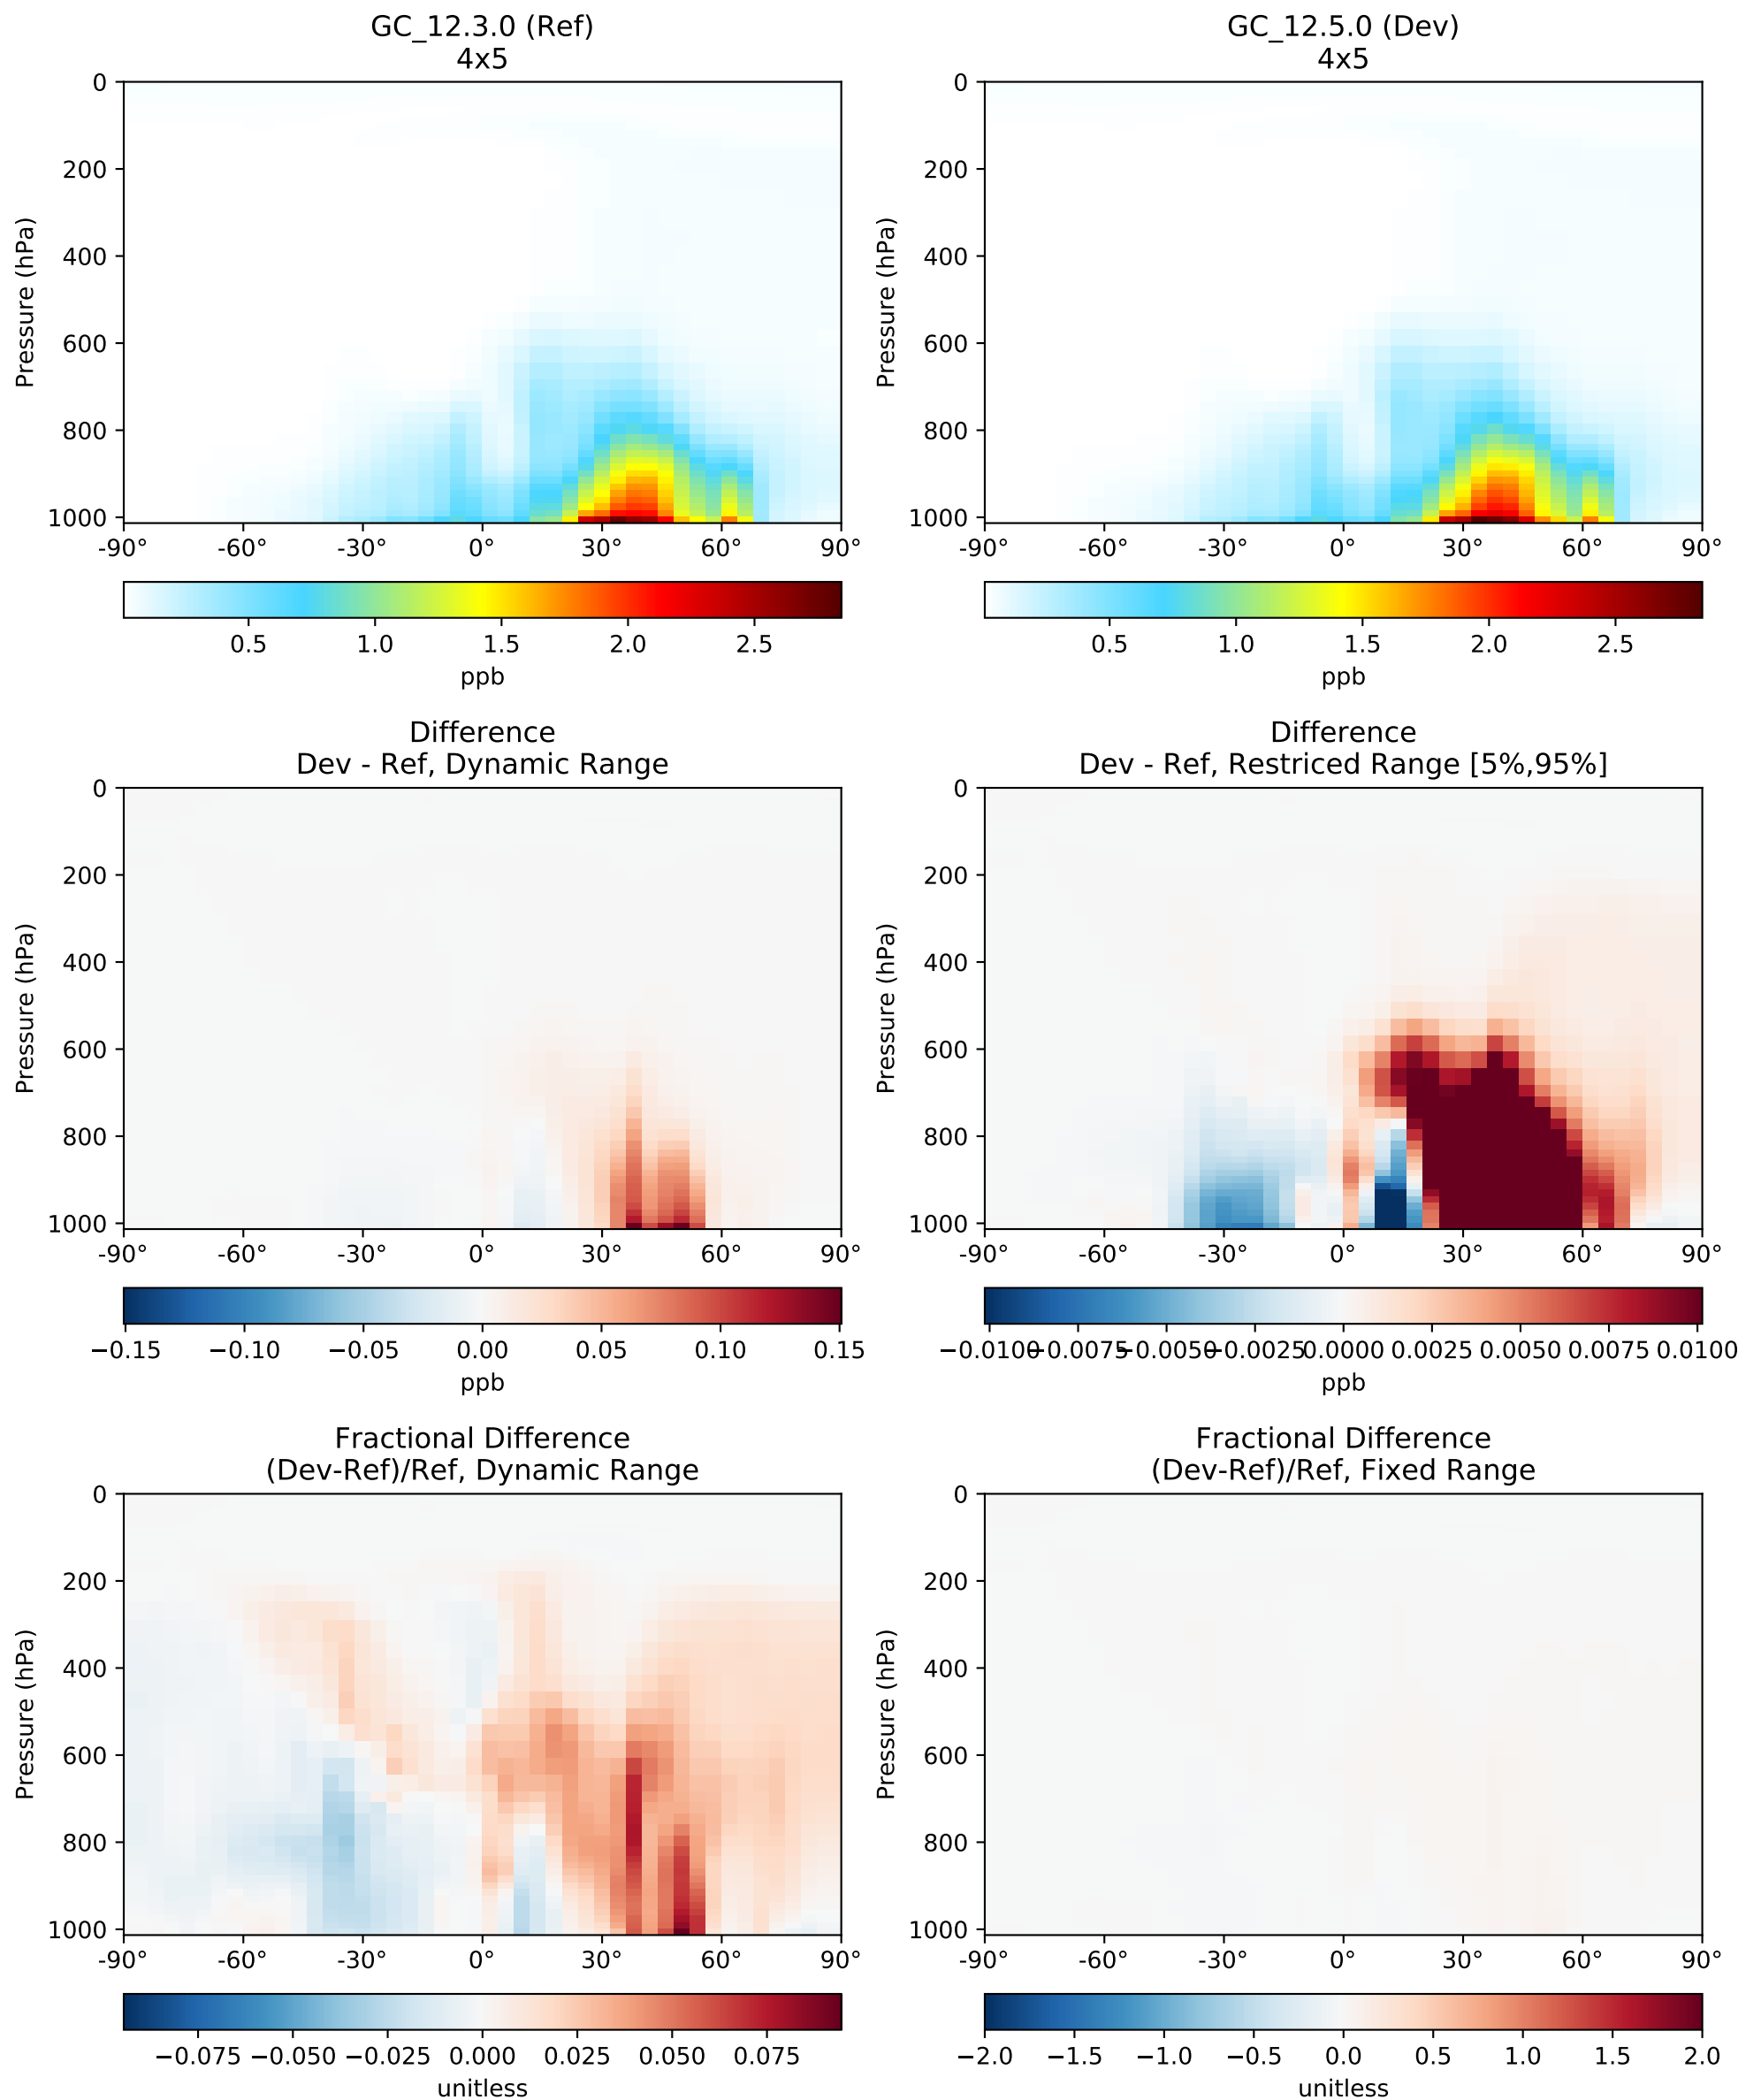 GC_12.3.0 (Ref)
4x5
GC_12.5.0 (Dev)
4x5
Pressure (hPa)
0
200
400
600
800
1000
-90° -60° -30° 0° 30° 60° 90°
0.5 1.0 1.5 2.0 2.5
ppb
Pressure (hPa)
0
200
400
600
800
1000
-90° -60° -30° 0° 30° 60° 90°
0.5 1.0 1.5 2.0 2.5
ppb
Difference
Dev - Ref, Dynamic Range
Pressure (hPa)
0
200
400
600
800
1000
-90° -60° -30° 0° 30° 60° 90°
−0.15 −0.10 −0.05 0.00 0.05 0.10 0.15
ppb
Difference
Dev - Ref, Restriced Range [5%,95%]
Pressure (hPa)
0
200
400
600
800
1000
-90° -60° -30° 0° 30° 60° 90°
−0.0100 −0.0075 −0.0050 −0.0025 0.0000 0.0025 0.0050 0.0075 0.0100
ppb
Fractional Difference
(Dev-Ref)/Ref, Dynamic Range
Pressure (hPa)
0
200
400
600
800
1000
-90° -60° -30° 0° 30° 60° 90°
−0.075 −0.050 −0.025 0.000 0.025 0.050 0.075
unitless
Fractional Difference
(Dev-Ref)/Ref, Fixed Range
Pressure (hPa)
0
200
400
600
800
1000
-90° -60° -30° 0° 30° 60° 90°
−2.0 −1.5 −1.0 −0.5 0.0 0.5 1.0 1.5 2.0
unitless